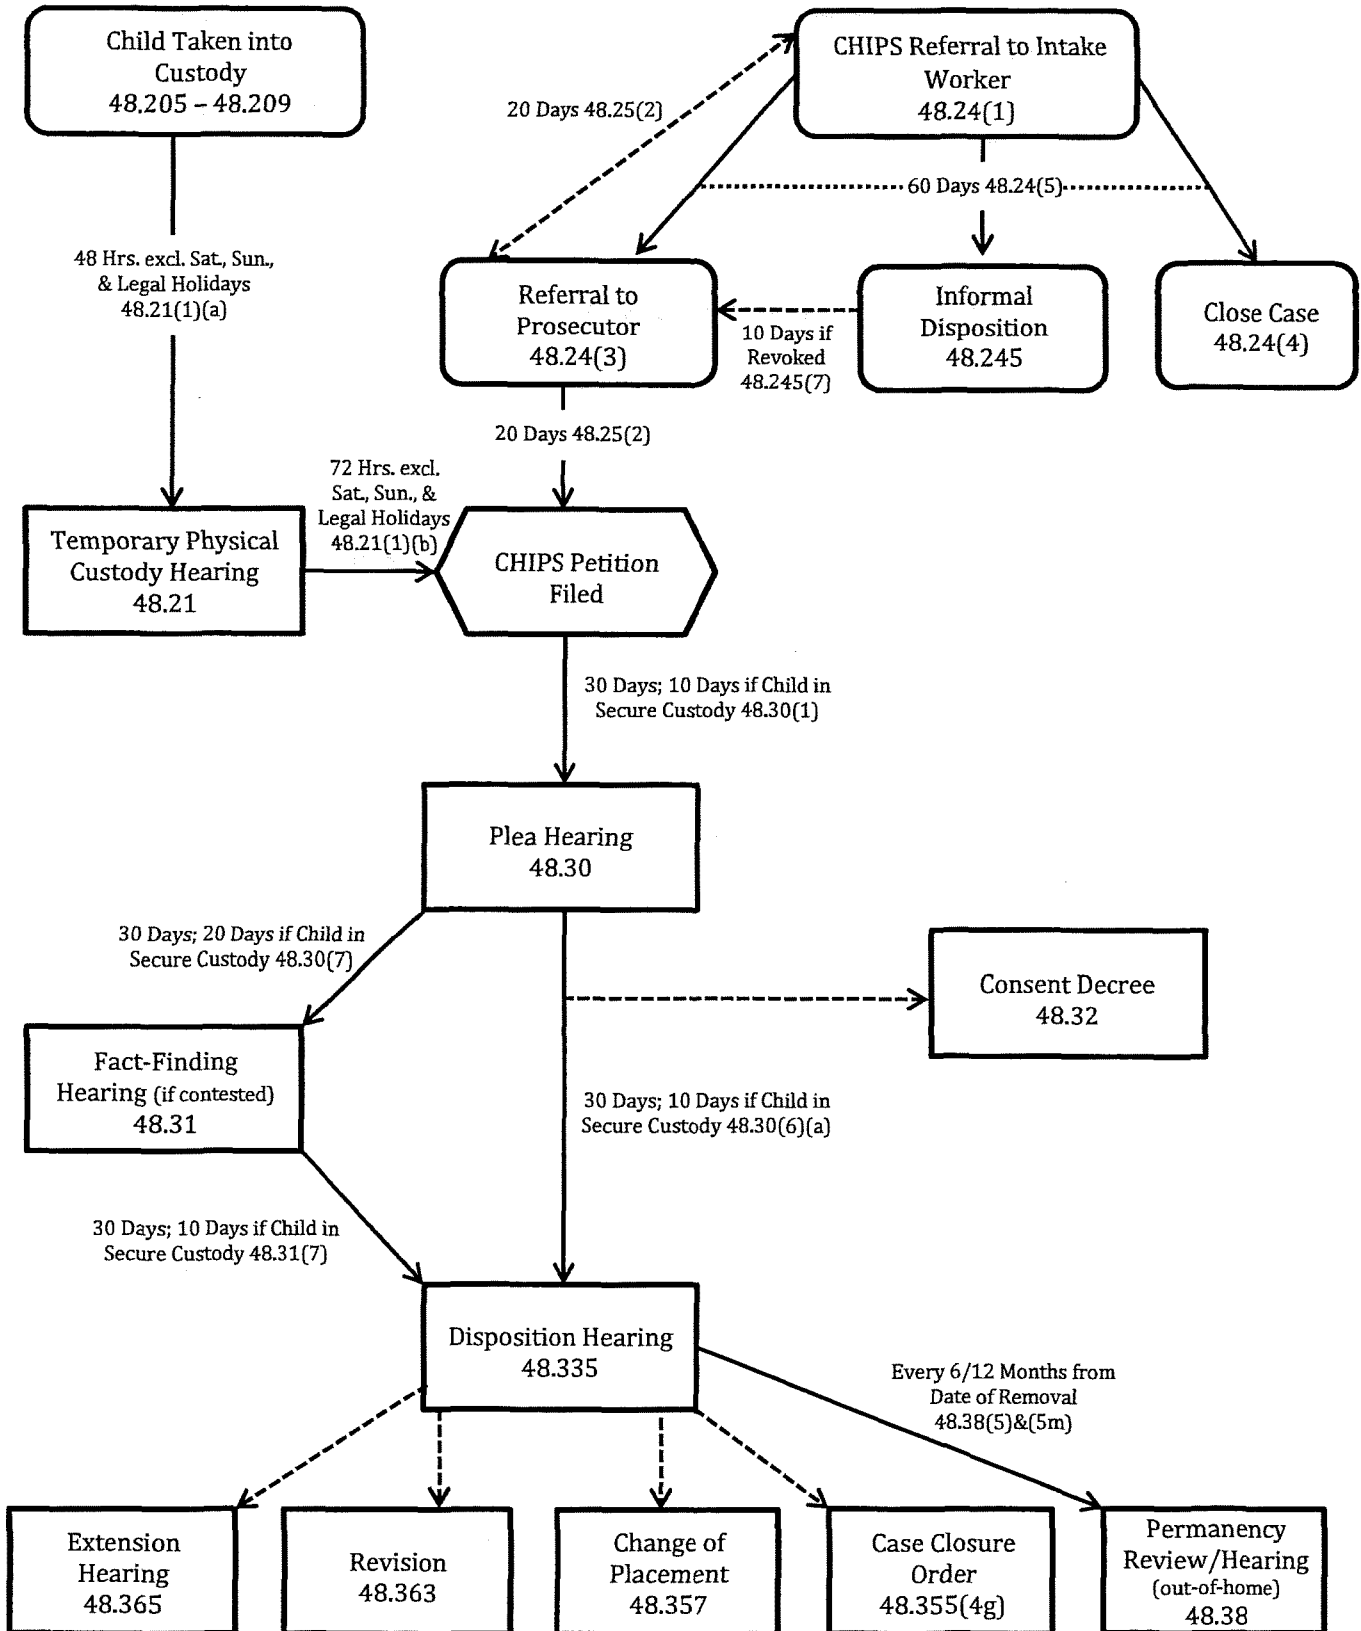 Child Taken into
Custody
48.205 – 48.209
CHIPS Referral to Intake
Worker
48.24(1)
20 Days 48.25(2)
60 Days 48.24(5)
48 Hrs. excl. Sat., Sun.,
& Legal Holidays
48.21(1)(a)
Referral to
Prosecutor
48.24(3)
10 Days if
Revoked
48.245(7)
Informal
Disposition
48.245
Close Case
48.24(4)
20 Days 48.25(2)
72 Hrs. excl.
Sat., Sun., &
Legal Holidays
48.21(1)(b)
Temporary Physical
Custody Hearing
48.21
CHIPS Petition
Filed
30 Days; 10 Days if Child in
Secure Custody 48.30(1)
Plea Hearing
48.30
30 Days; 20 Days if Child in
Secure Custody 48.30(7)
Consent Decree
48.32
Fact-Finding
Hearing (if contested)
48.31
30 Days; 10 Days if Child in
Secure Custody 48.30(6)(a)
30 Days; 10 Days if Child in
Secure Custody 48.31(7)
Disposition Hearing
48.335
Every 6/12 Months from
Date of Removal
48.38(5)&(5m)
Extension
Hearing
48.365
Revision
48.363
Change of
Placement
48.357
Case Closure
Order
48.355(4g)
Permanency
Review/Hearing
(out-of-home)
48.38